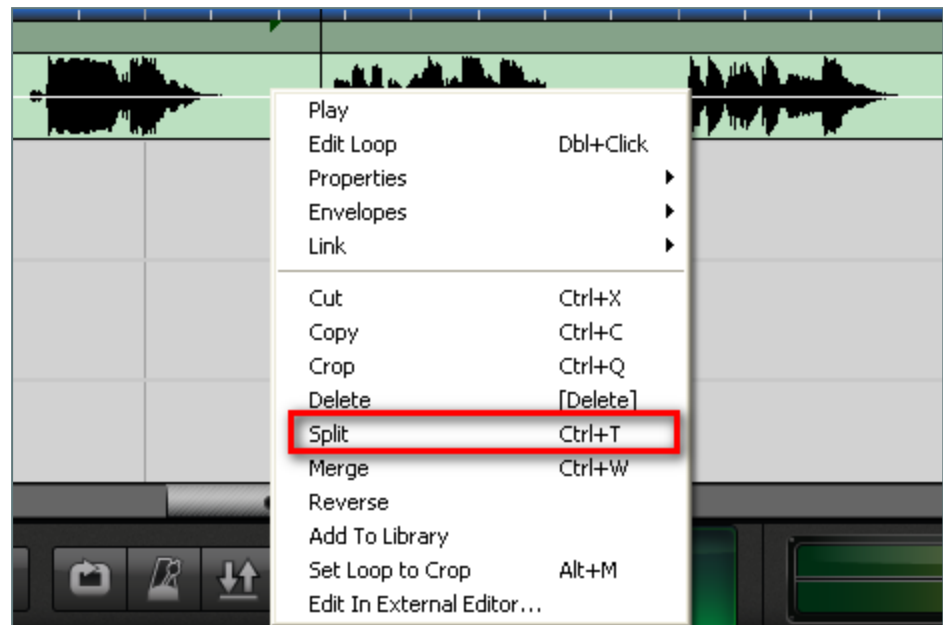 Play
Edit Loop Dbl+Click
Properties
Envelopes
Link
Cut Ctrl+X
Copy Ctrl+C
Crop Ctrl+Q
Delete [Delete]
Split Ctrl+T
Merge Ctrl+W
Reverse
Add To Library
Set Loop to Crop Alt+M
Edit In External Editor...